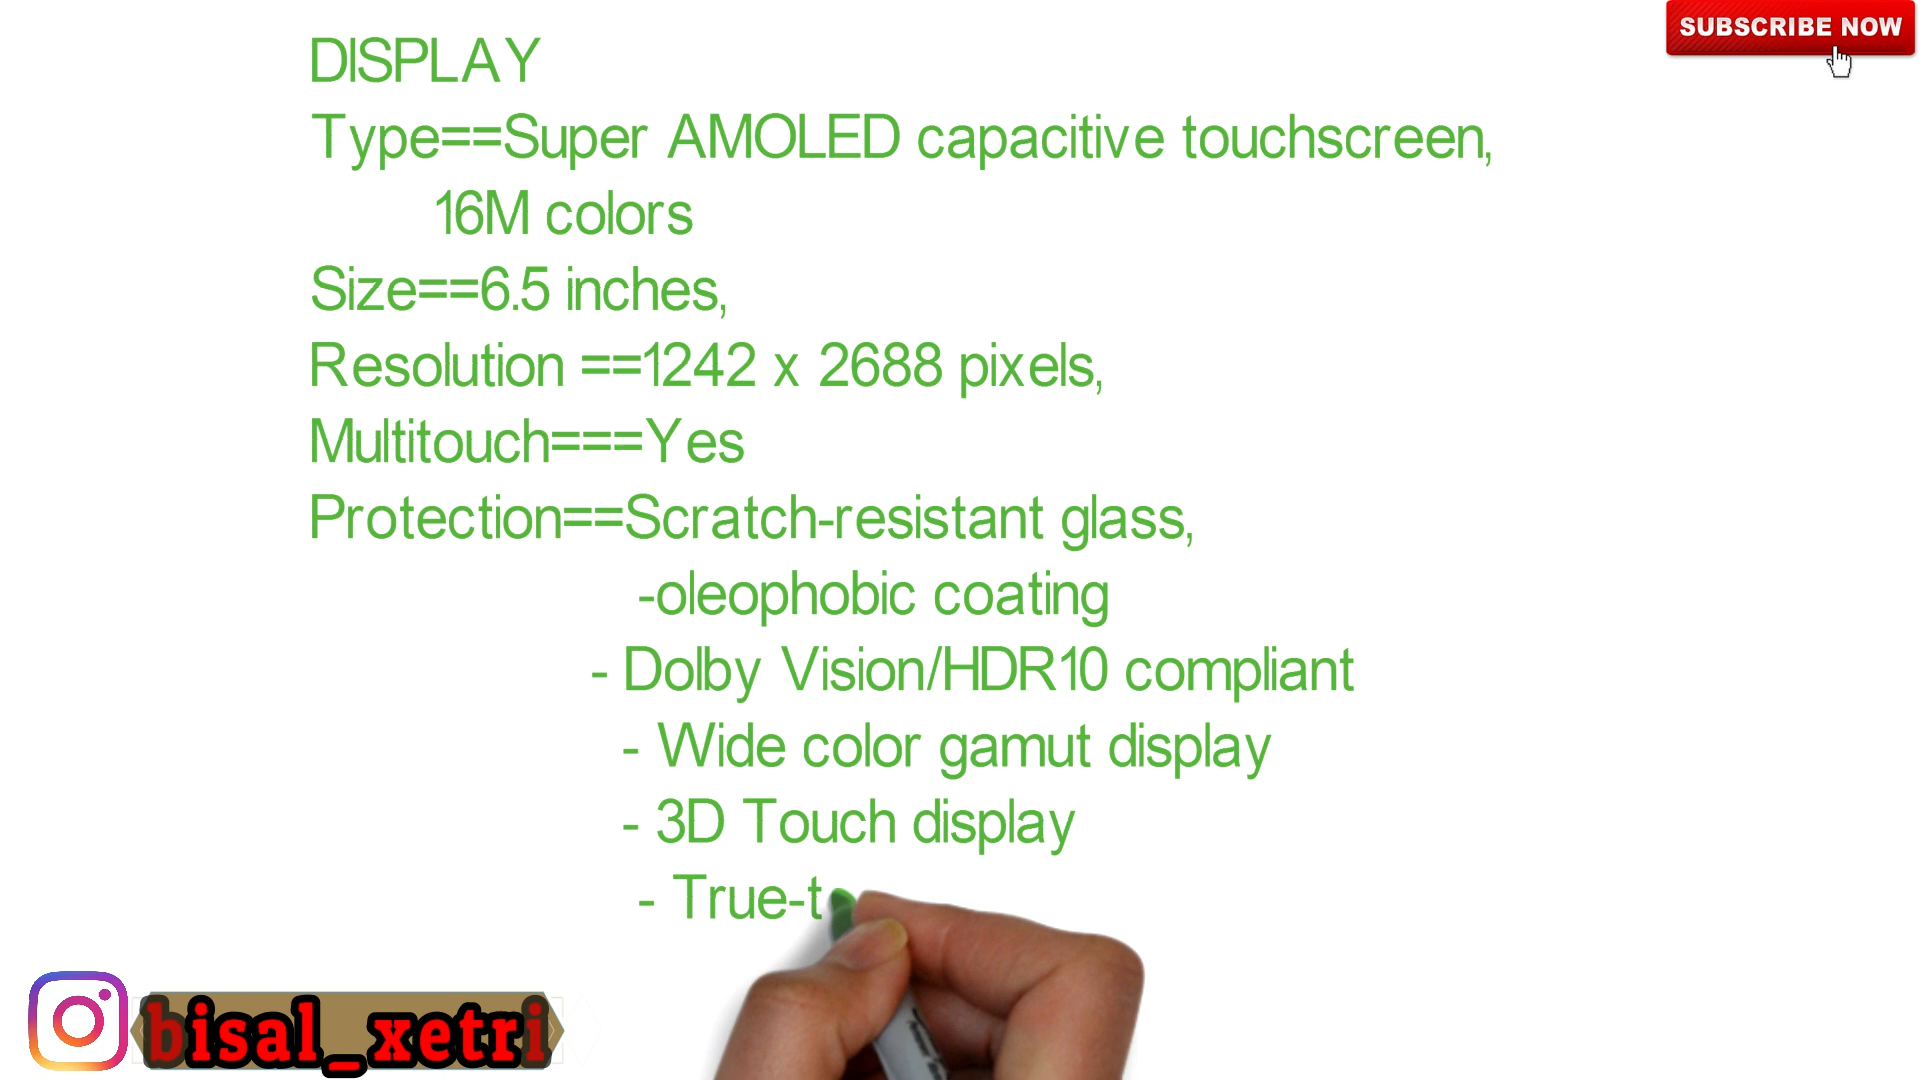 SUBSCRIBE NOW
DISPLAY
Type==Super AMOLED capacitive touchscreen,
16M colors
Size==6.5 inches,
Resolution ==1242 x 2688 pixels,
Multitouch===Yes
Protection==Scratch-resistant glass,
-oleophobic coating
- Dolby Vision/HDR10 compliant
- Wide color gamut display
- 3D Touch display
- True-t
bisal_xetri